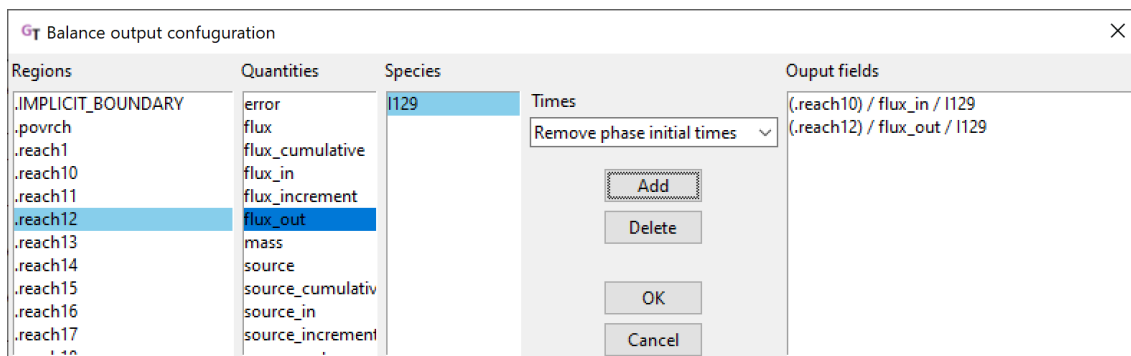 GT Balance output confuguration
Regions
Quantities
Species
Ouput fields
.IMPLICIT_BOUNDARY
.povrch
.reach1
.reach10
.reach11
.reach12
.reach13
.reach14
.reach15
.reach16
.reach17
error
flux
flux_cumulative
flux_in
flux_increment
flux_out
mass
source
source_cumulativ
source_in
source_increment
I129
Times
Remove phase initial times
Add
Delete
OK
Cancel
(.reach10) / flux_in / I129
(.reach12) / flux_out / I129